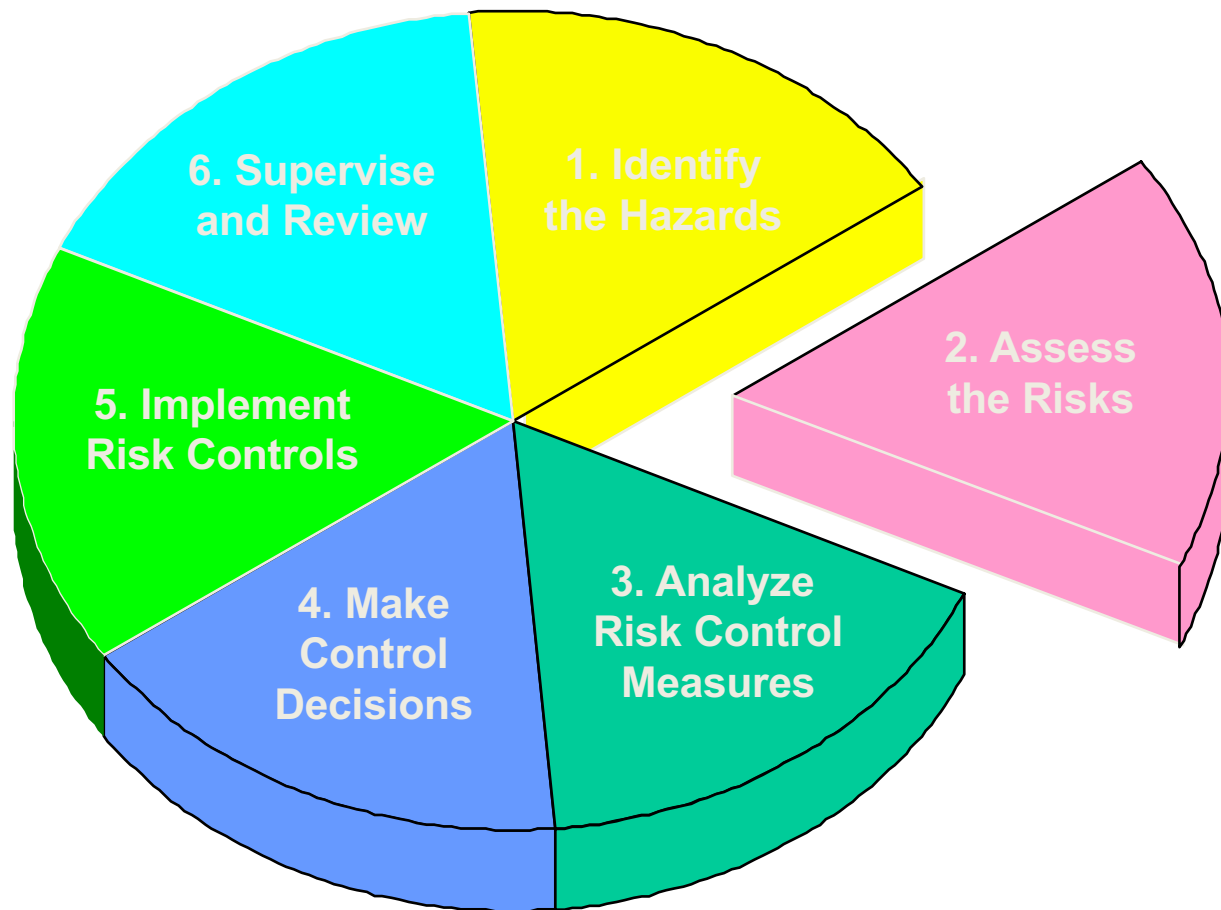 1. Identify
the Hazards
2. Assess
the Risks
3. Analyze
Risk Control
Measures
4. Make
Control
Decisions
5. Implement
Risk Controls
6. Supervise
and Review